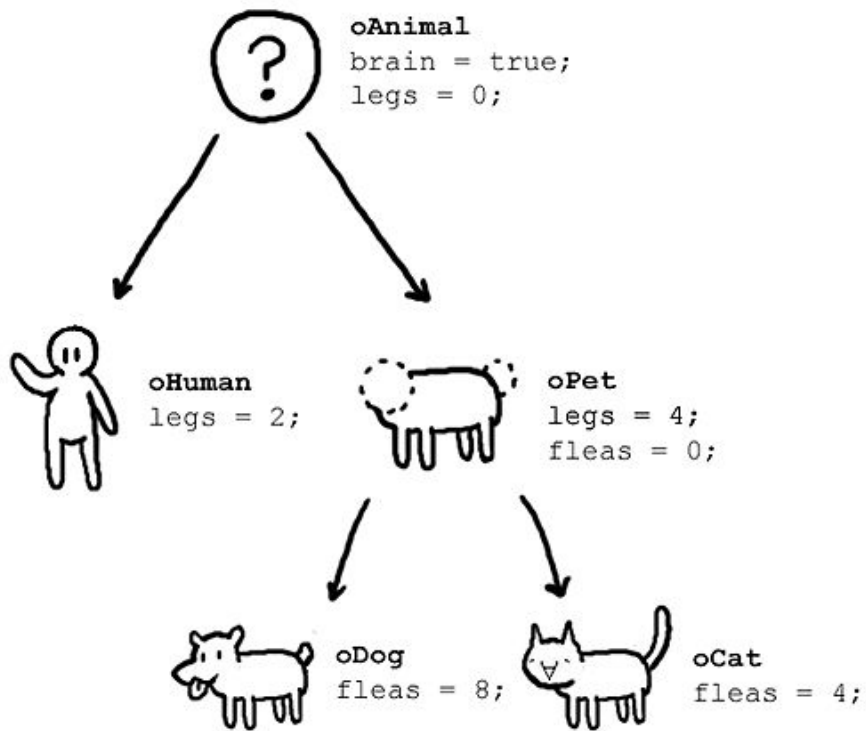 ?
oAnimal
brain = true;
legs = 0;
oHuman
legs = 2;
oPet
legs = 4;
fleas = 0;
oDog
fleas = 8;
oCat
fleas = 4;